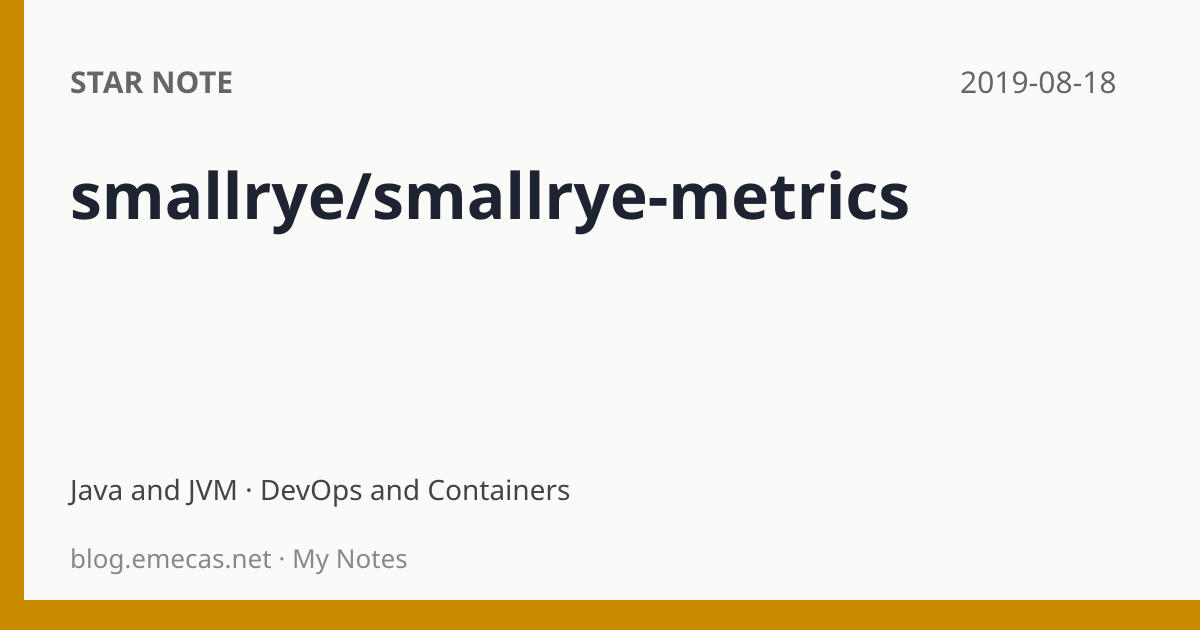 STAR NOTE
2019-08-18
smallrye/smallrye-metrics
Java and JVM · DevOps and Containers
blog.emecas.net · My Notes